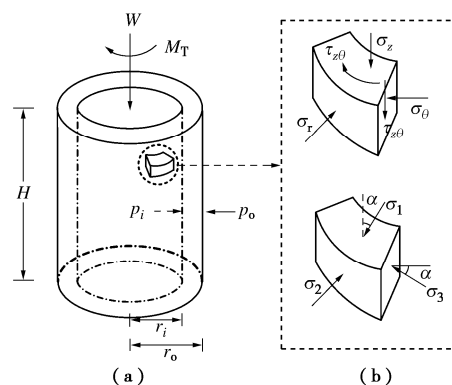 W
M_T
H
p_i
p_o
r_i
r_o
(a)
σ_z
τ_zθ
σ_θ
τ_zθ
σ_r
α
σ_1
σ_2
α
σ_3
(b)